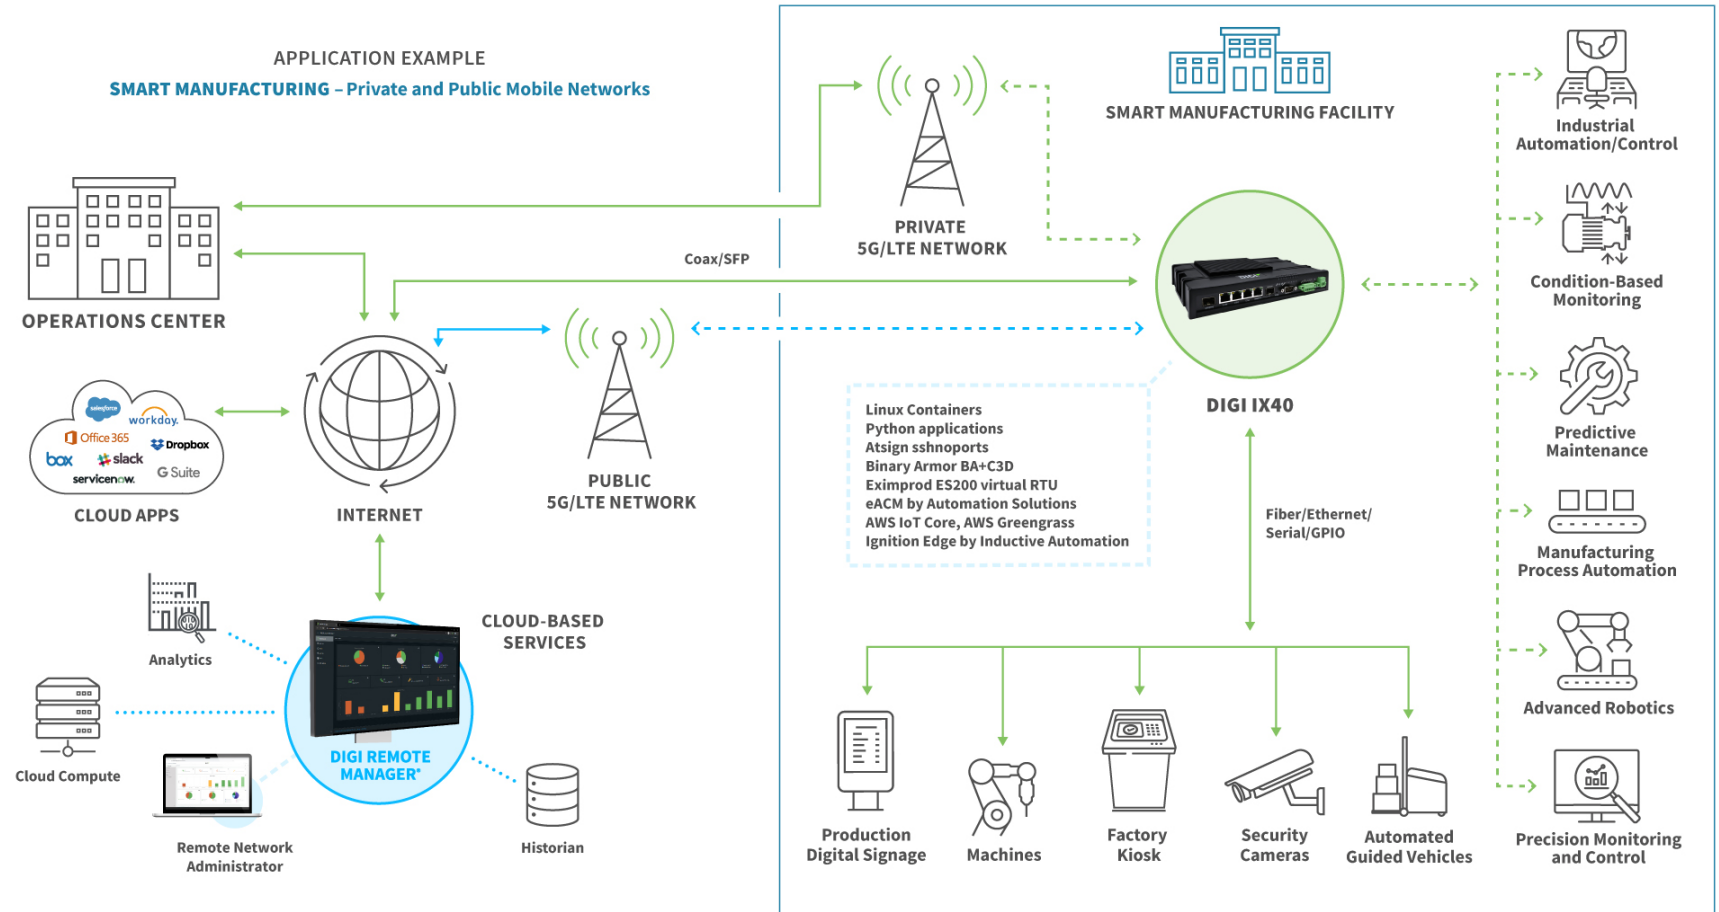 APPLICATION EXAMPLE
SMART MANUFACTURING – Private and Public Mobile Networks
SMART MANUFACTURING FACILITY
Industrial
Automation/Control
OPERATIONS CENTER
PRIVATE
5G/LTE NETWORK
Coax/SFP
Condition-Based
Monitoring
DIGI
DIGI IX40
salesforce
workday.
Office 365
Dropbox
box
slack
G Suite
servicenow.
CLOUD APPS
INTERNET
PUBLIC
5G/LTE NETWORK
Linux Containers
Python applications
Atsign sshnoports
Binary Armor BA+C3D
Eximprod ES200 virtual RTU
eACM by Automation Solutions
AWS IoT Core, AWS Greengrass
Ignition Edge by Inductive Automation
Fiber/Ethernet/
Serial/GPIO
Predictive
Maintenance
Manufacturing
Process Automation
Advanced Robotics
Precision Monitoring
and Control
CLOUD-BASED
SERVICES
Analytics
Cloud Compute
DIGI REMOTE
MANAGER®
Remote Network
Administrator
Historian
Production
Digital Signage
Machines
Factory
Kiosk
Security
Cameras
Automated
Guided Vehicles